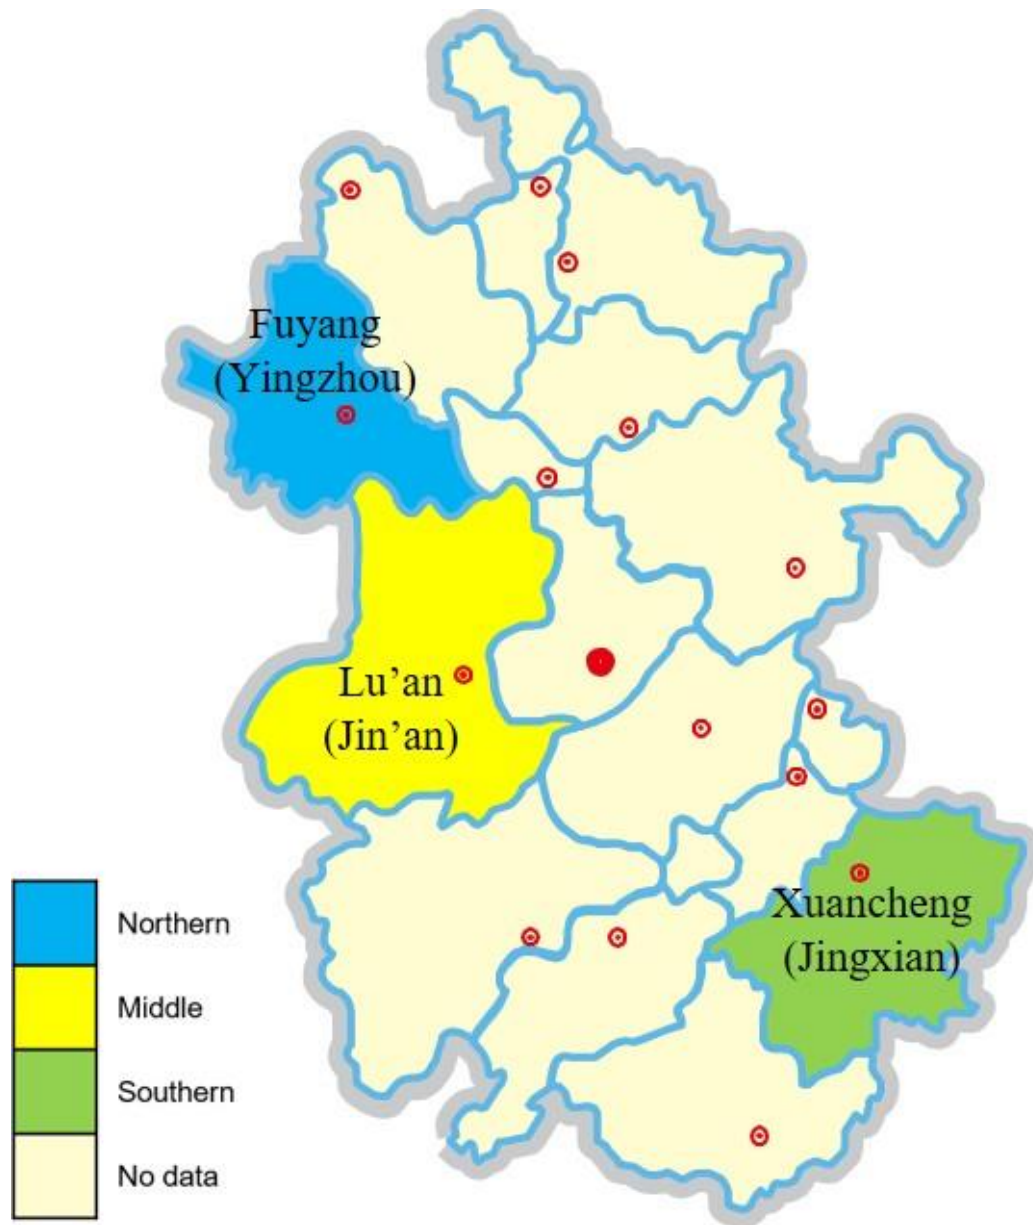 Fuyang
(Yingzhou)
Lu’an
(Jin’an)
Xuancheng
(Jingxian)
Northern
Middle
Southern
No data